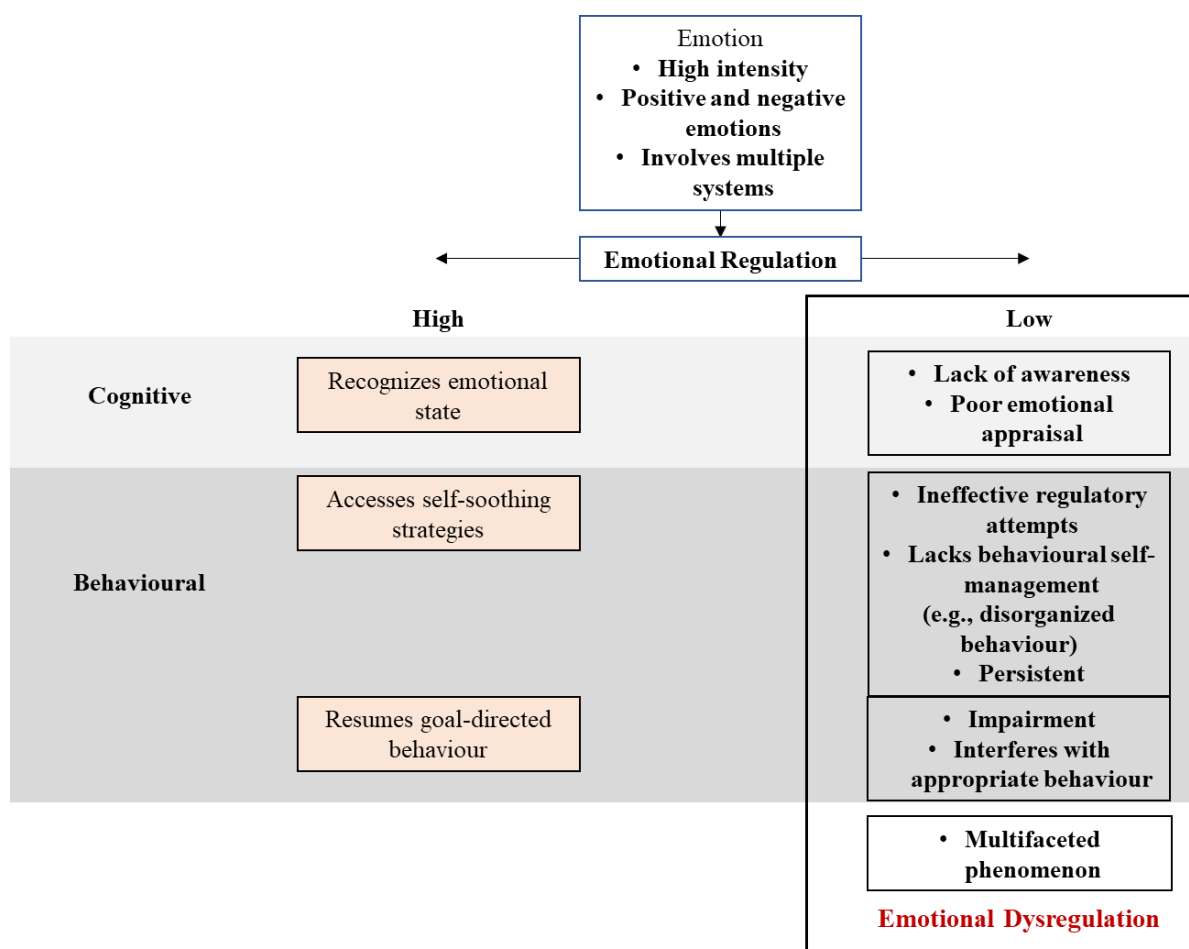 Emotion
• High intensity
• Positive and negative
emotions
• Involves multiple
systems
Emotional Regulation
High
Low
Cognitive
Recognizes emotional
state
• Lack of awareness
• Poor emotional
appraisal
Behavioural
Accesses self-soothing
strategies
• Ineffective regulatory
attempts
• Lacks behavioural self-
management
(e.g., disorganized
behaviour)
• Persistent
Resumes goal-directed
behaviour
• Impairment
• Interferes with
appropriate behaviour
• Multifaceted
phenomenon
Emotional Dysregulation